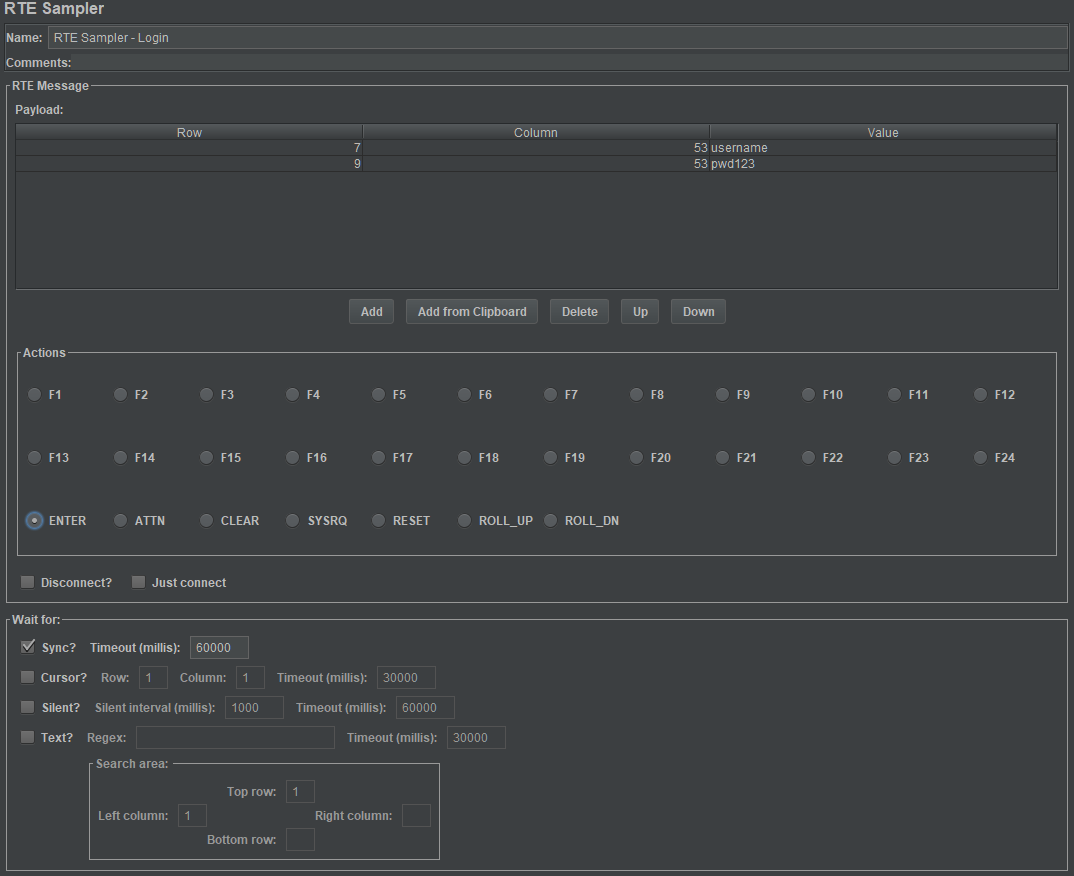 RTE Sampler
Name: RTE Sampler - Login
Comments:
RTE Message
Payload:
Row Column Value
7 53 username
9 53 pwd123
Add Add from Clipboard Delete Up Down
Actions
F1 F2 F3 F4 F5 F6 F7 F8 F9 F10 F11 F12
F13 F14 F15 F16 F17 F18 F19 F20 F21 F22 F23 F24
ENTER ATTN CLEAR SYSRQ RESET ROLL_UP ROLL_DN
Disconnect? Just connect
Wait for:
Sync? Timeout (millis): 60000
Cursor? Row: 1 Column: 1 Timeout (millis): 30000
Silent? Silent interval (millis): 1000 Timeout (millis): 60000
Text? Regex: Timeout (millis): 30000
Search area:
Top row: 1
Left column: 1 Right column:
Bottom row: